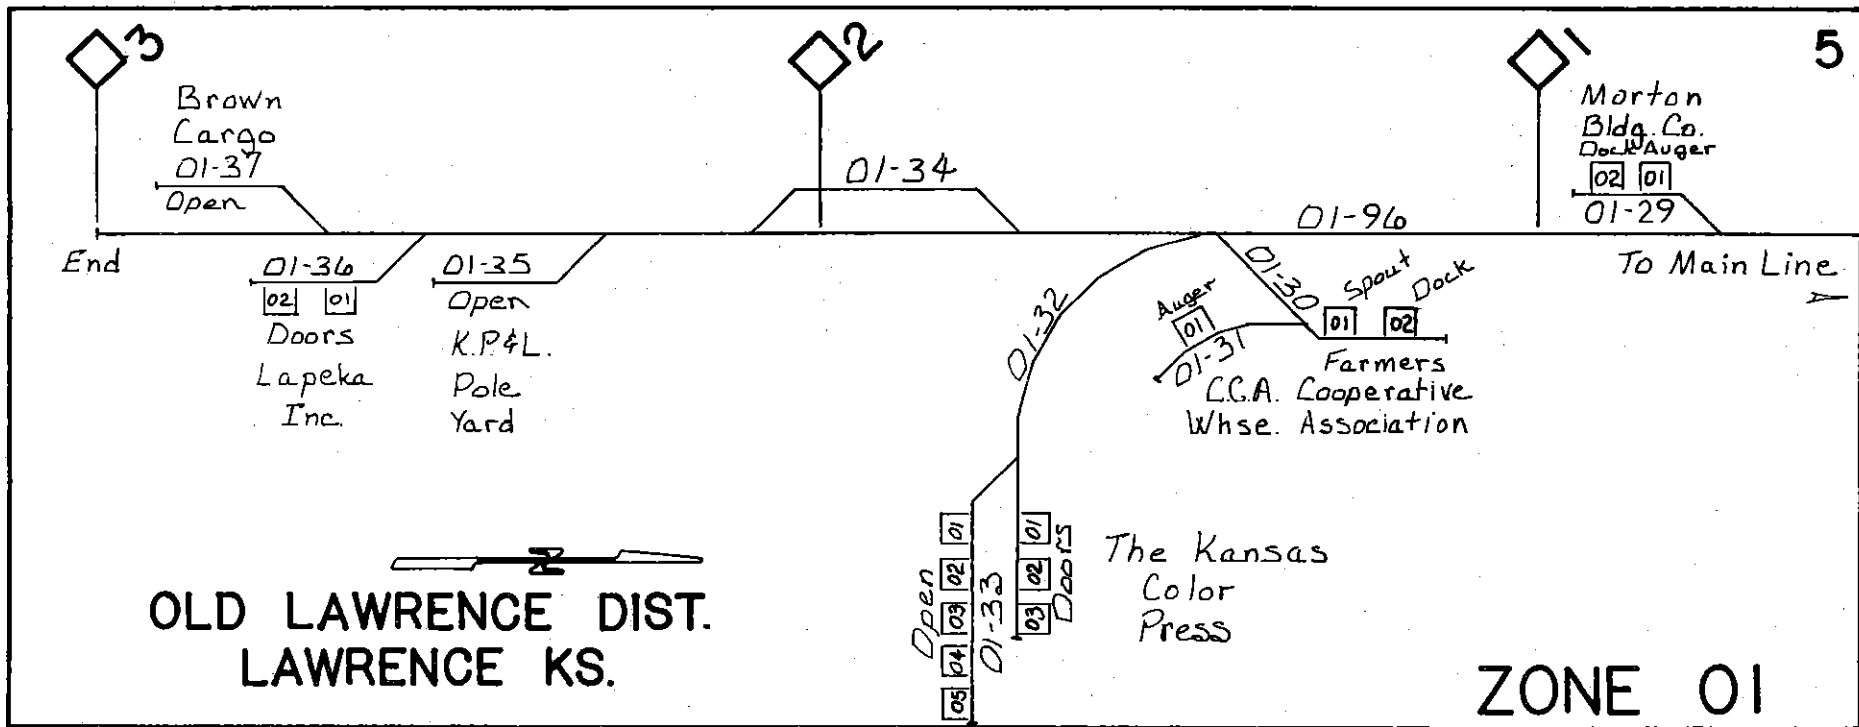 3
2
1
5
Brown
Cargo
01-37
Open
01-34
Morton
Bldg. Co.
Dock Auger
02 01
01-29
01-96
End
To Main Line
01-36
02 01
Doors
Lapeka
Inc.
01-35
Open
K.P.&L.
Pole
Yard
01-32
01-30
Auger
01
01-31
Spout Dock
01 02
Farmers
C.C.A. Cooperative
Whse. Association
N
Open
01
02
03
04
05
01-33
01
02
03
Doors
The Kansas
Color
Press
OLD LAWRENCE DIST.
LAWRENCE KS.
ZONE 01